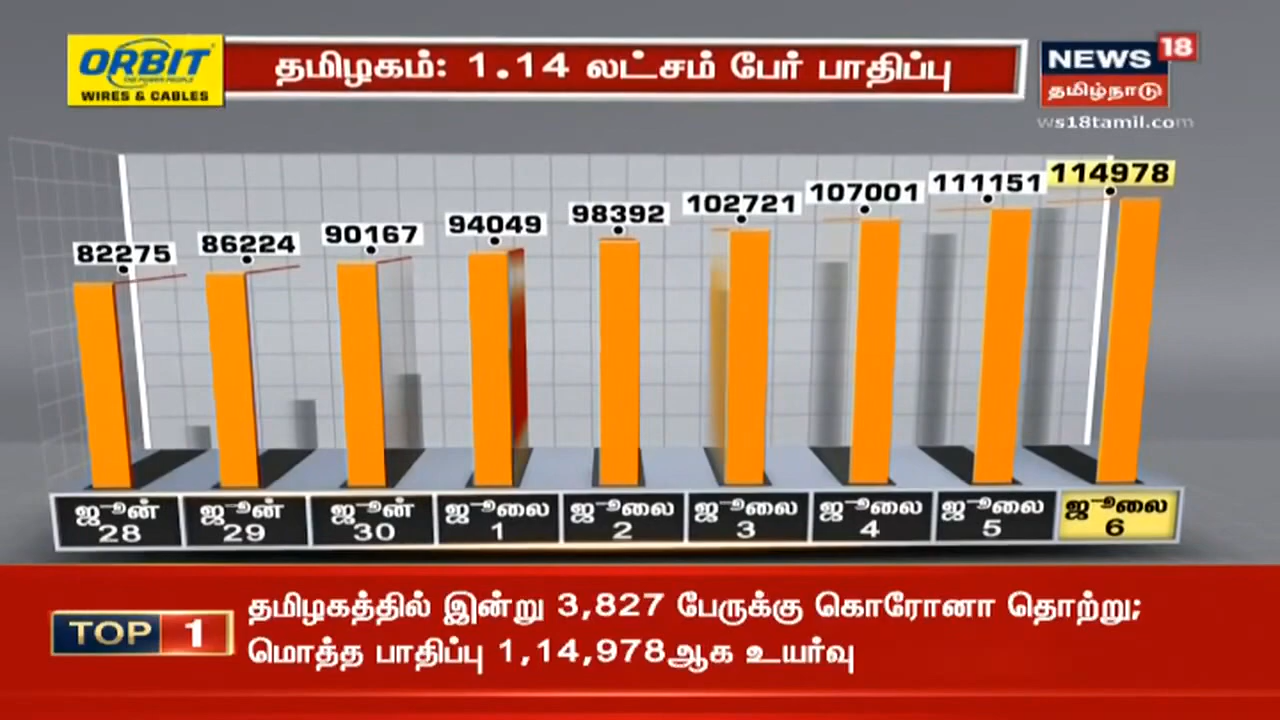 ORBIT
THE POWER PEOPLE
WIRES & CABLES
தமிழகம்: 1.14 லட்சம் பேர் பாதிப்பு
NEWS 18
தமிழ்நாடு
ws18tamil.com
82275
86224
90167
94049
98392
102721
107001
111151
114978
ஜூன் 28
ஜூன் 29
ஜூன் 30
ஜூலை 1
ஜூலை 2
ஜூலை 3
ஜூலை 4
ஜூலை 5
ஜூலை 6
TOP 1
தமிழகத்தில் இன்று 3,827 பேருக்கு கொரோனா தொற்று;
மொத்த பாதிப்பு 1,14,978ஆக உயர்வு